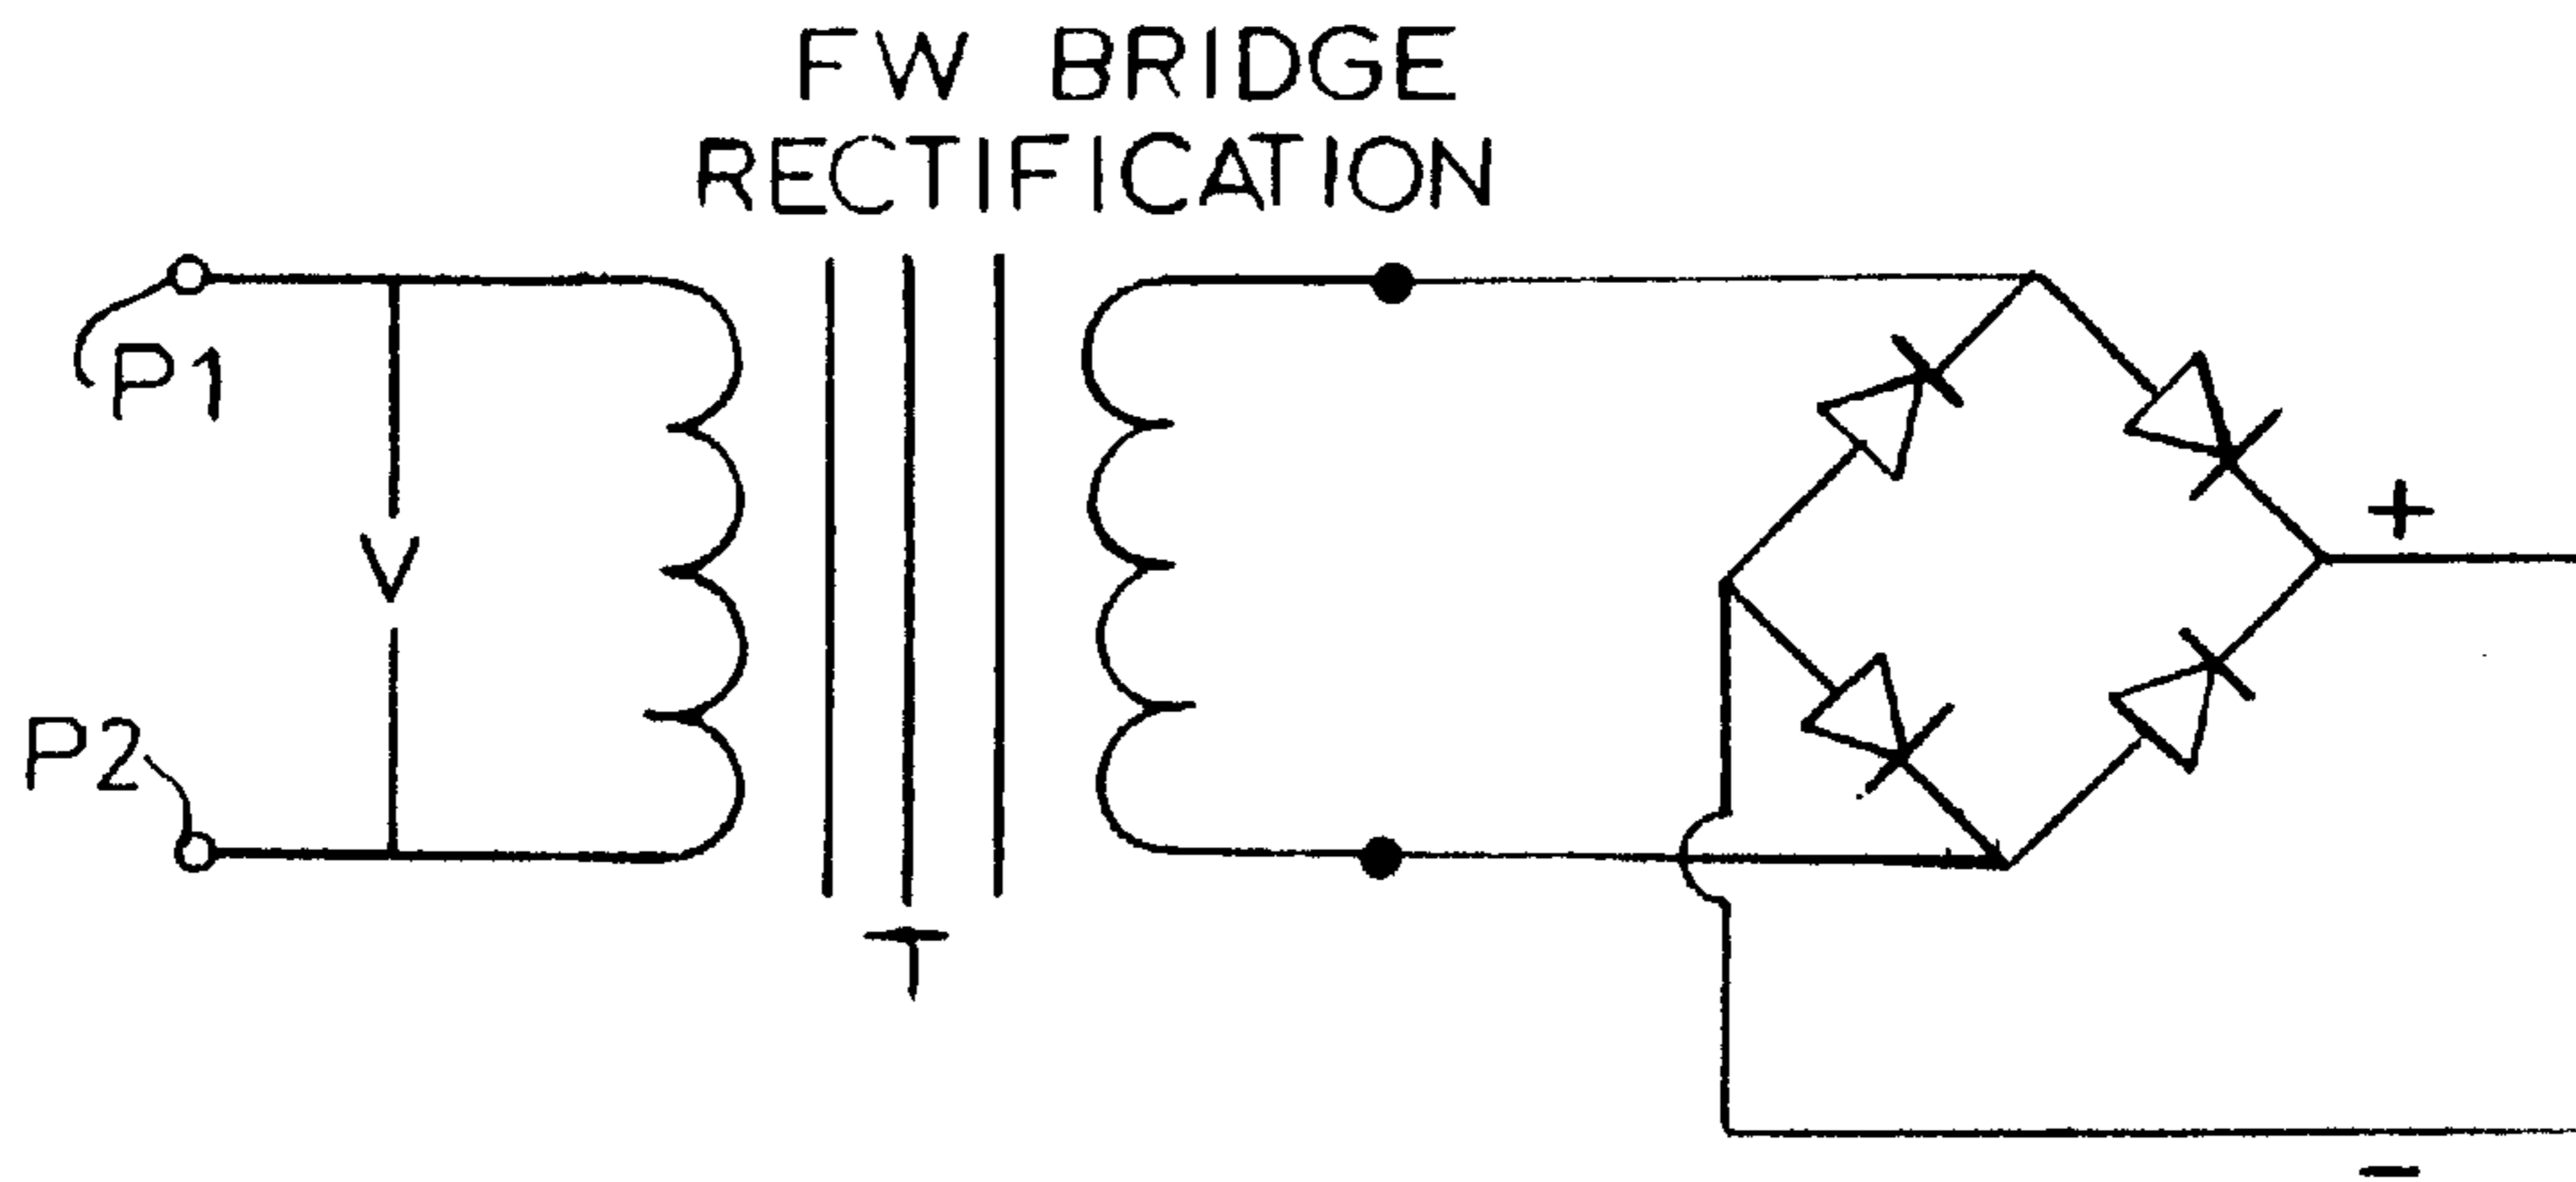 FW BRIDGE
RECTIFICATION
P1
V
+
P2
T
-